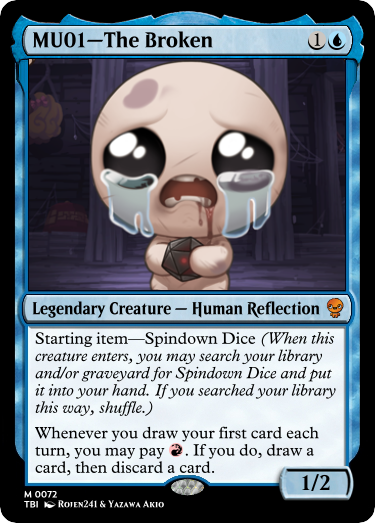 MU01—The Broken 1
Legendary Creature — Human Reflection
Starting item—Spindown Dice (When this
creature enters, you may search your library
and/or graveyard for Spindown Dice and put
it into your hand. If you searched your library
this way, shuffle.)
Whenever you draw your first card each
turn, you may pay . If you do, draw a
card, then discard a card.
1/2
M 0072
TBI Roien241 & Yazawa Akio